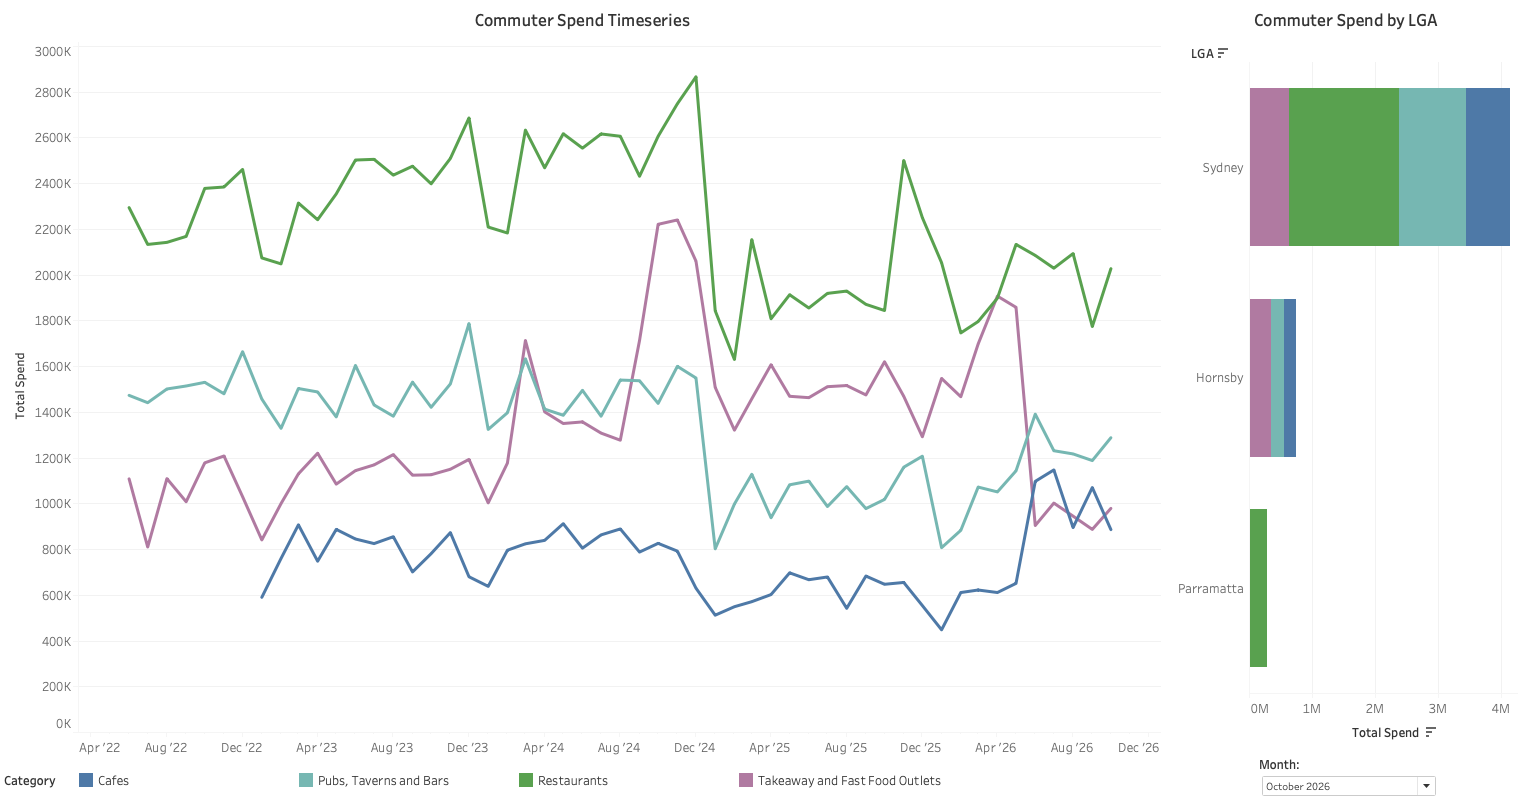 Commuter Spend Timeseries
Commuter Spend by LGA
3000K
2800K
2600K
2400K
2200K
2000K
1800K
1600K
1400K
1200K
1000K
800K
600K
400K
200K
0K
Total Spend
Apr '22
Aug '22
Dec '22
Apr '23
Aug '23
Dec '23
Apr '24
Aug '24
Dec '24
Apr '25
Aug '25
Dec '25
Apr '26
Aug '26
Dec '26
Category
Cafes
Pubs, Taverns and Bars
Restaurants
Takeaway and Fast Food Outlets
LGA
Sydney
Hornsby
Parramatta
0M
1M
2M
3M
4M
Total Spend
Month:
October 2026